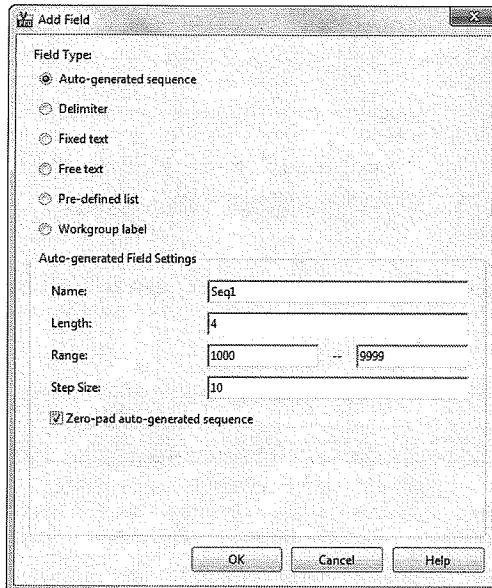 Add Field
Field Type:
Auto-generated sequence
Delimiter
Fixed text
Free text
Pre-defined list
Workgroup label
Auto-generated Field Settings
Name: Seq1
Length: 4
Range: 1000 -- 9999
Step Size: 10
Zero-pad auto-generated sequence
OK Cancel Help